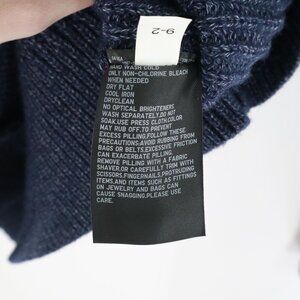 9-2
HAND WASH COLD
ONLY NON-CHLORINE BLEACH
WHEN NEEDED
DRY FLAT
COOL IRON
DRYCLEAN
NO OPTICAL BRIGHTENERS.
WASH SEPARATELY.DO NOT
SOAK.USE PRESS CLOTH.COLOR
MAY RUB OFF.TO PREVENT
EXCESS PILLING.FOLLOW THESE
PRECAUTIONS.AVOID RUBBING FROM
BAGS OR BELTS.EXCESSIVE FRICTION
CAN EXACERBATE PILLING.
REMOVE PILLING WITH A FABRIC
SHAVER,OR CAREFULLY TRIM WITH
SCISSORS.FINGERNAILS,PROTRUDING
ITEMS,AND ITEMS SUCH AS FITTINGS
ON JEWELRY AND BAGS CAN
CAUSE SNAGGING.PLEASE USE
CARE.